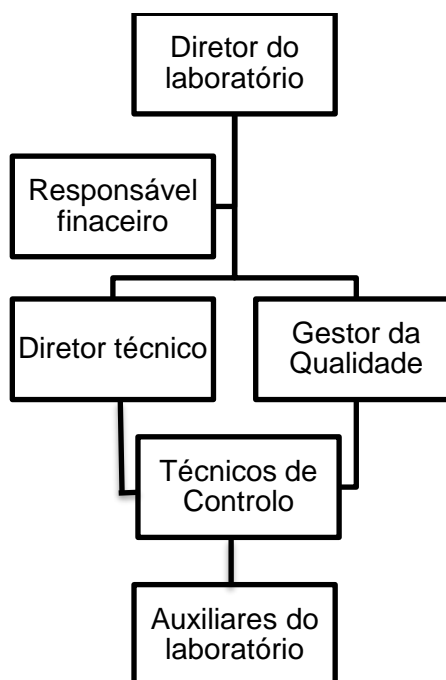 Diretor do
laboratório
Responsável
finaceiro
Diretor técnico
Gestor da
Qualidade
Técnicos de
Controlo
Auxiliares do
laboratório